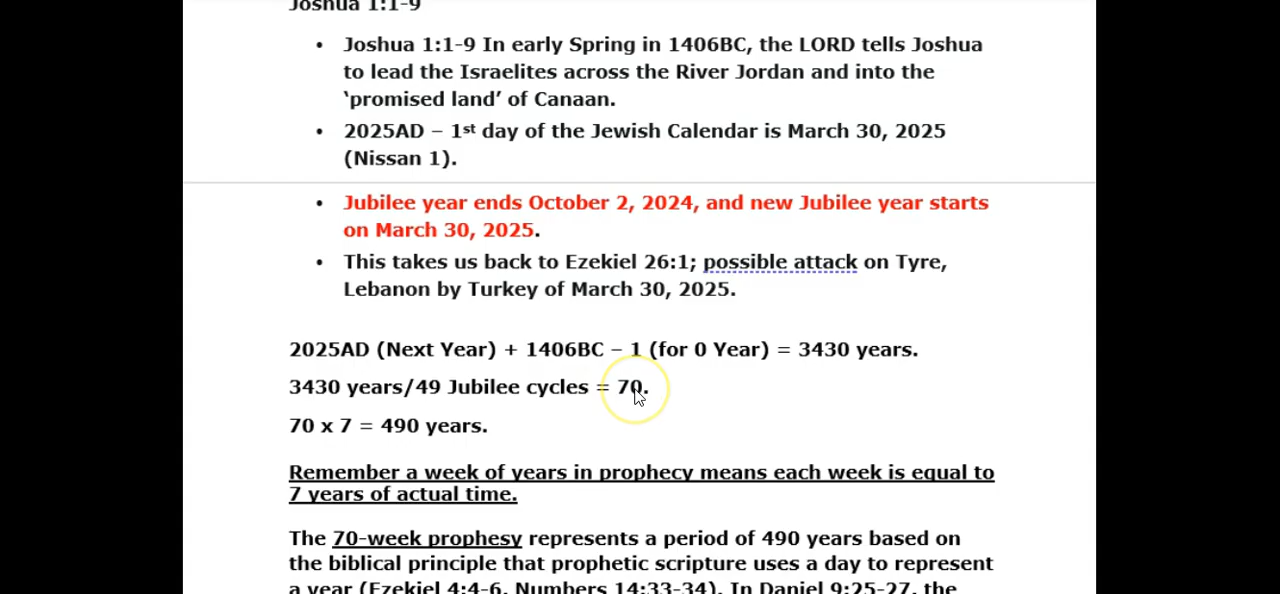 Joshua 1:1-9
• Joshua 1:1-9 In early Spring in 1406BC, the LORD tells Joshua
to lead the Israelites across the River Jordan and into the
‘promised land’ of Canaan.
• 2025AD – 1st day of the Jewish Calendar is March 30, 2025
(Nissan 1).
• Jubilee year ends October 2, 2024, and new Jubilee year starts
on March 30, 2025.
• This takes us back to Ezekiel 26:1; possible attack on Tyre,
Lebanon by Turkey of March 30, 2025.
2025AD (Next Year) + 1406BC – 1 (for 0 Year) = 3430 years.
3430 years/49 Jubilee cycles = 70.
70 x 7 = 490 years.
Remember a week of years in prophecy means each week is equal to
7 years of actual time.
The 70-week prophesy represents a period of 490 years based on
the biblical principle that prophetic scripture uses a day to represent
a year (Ezekiel 4:4-6, Numbers 14:33-34). In Daniel 9:25-27, the